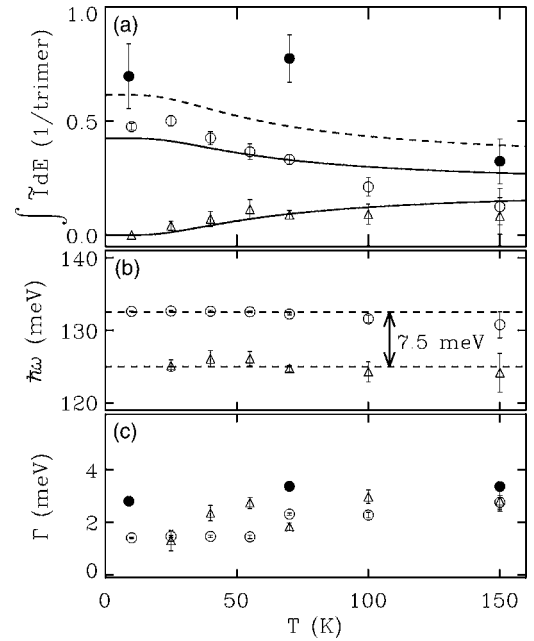 (a)
1.0
0.5
0.0
∫ Ĩ dE (1/trimer)
(b)
140
130
120
ħω (meV)
7.5 meV
(c)
4
2
0
Γ (meV)
0 50 100 150
T (K)